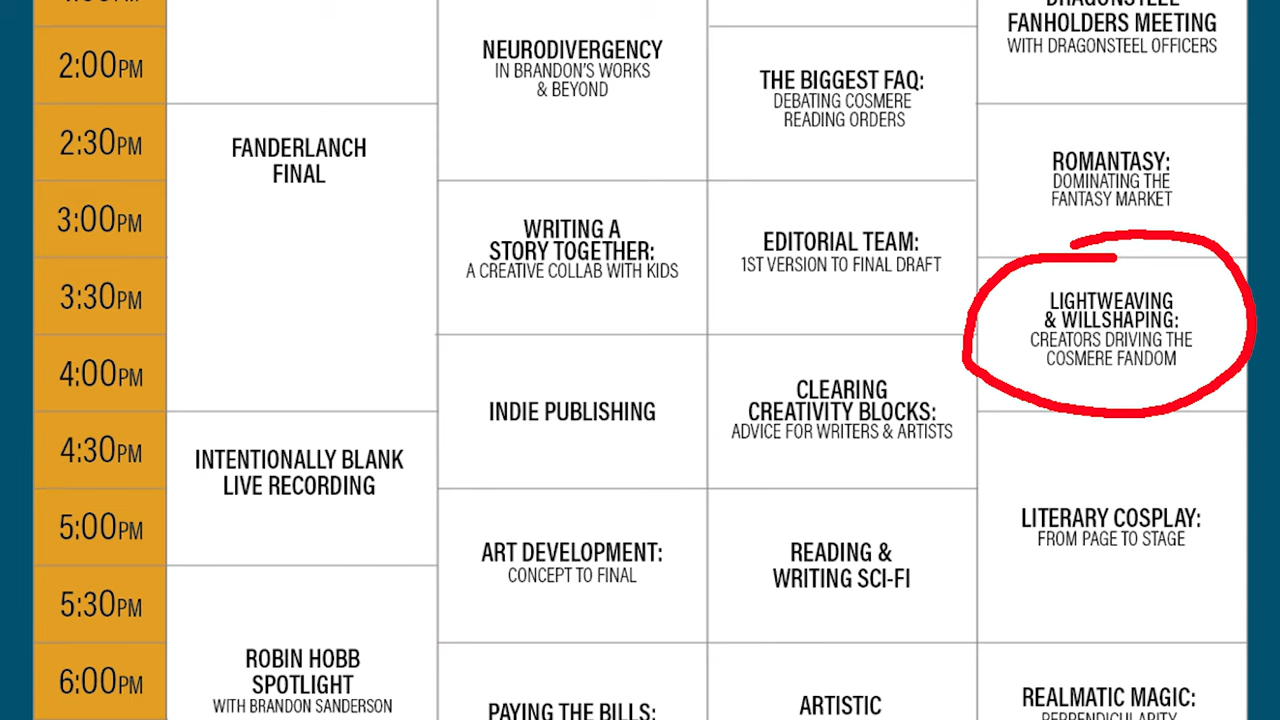 DRAGONSTEEL
FANHOLDERS MEETING
WITH DRAGONSTEEL OFFICERS
2:00PM
NEURODIVERGENCY
IN BRANDON'S WORKS
& BEYOND
THE BIGGEST FAQ:
DEBATING COSMERE
READING ORDERS
2:30PM
FANDERLANCH
FINAL
ROMANTASY:
DOMINATING THE
FANTASY MARKET
3:00PM
WRITING A
STORY TOGETHER:
A CREATIVE COLLAB WITH KIDS
EDITORIAL TEAM:
1ST VERSION TO FINAL DRAFT
3:30PM
LIGHTWEAVING
& WILLSHAPING:
CREATORS DRIVING THE
COSMERE FANDOM
4:00PM
INDIE PUBLISHING
CLEARING
CREATIVITY BLOCKS:
ADVICE FOR WRITERS & ARTISTS
4:30PM
INTENTIONALLY BLANK
LIVE RECORDING
5:00PM
ART DEVELOPMENT:
CONCEPT TO FINAL
READING &
WRITING SCI-FI
LITERARY COSPLAY:
FROM PAGE TO STAGE
5:30PM
6:00PM
ROBIN HOBB
SPOTLIGHT
WITH BRANDON SANDERSON
PAYING THE BILLS:
ARTISTIC
REALMATIC MAGIC:
PERPENDICULARITY